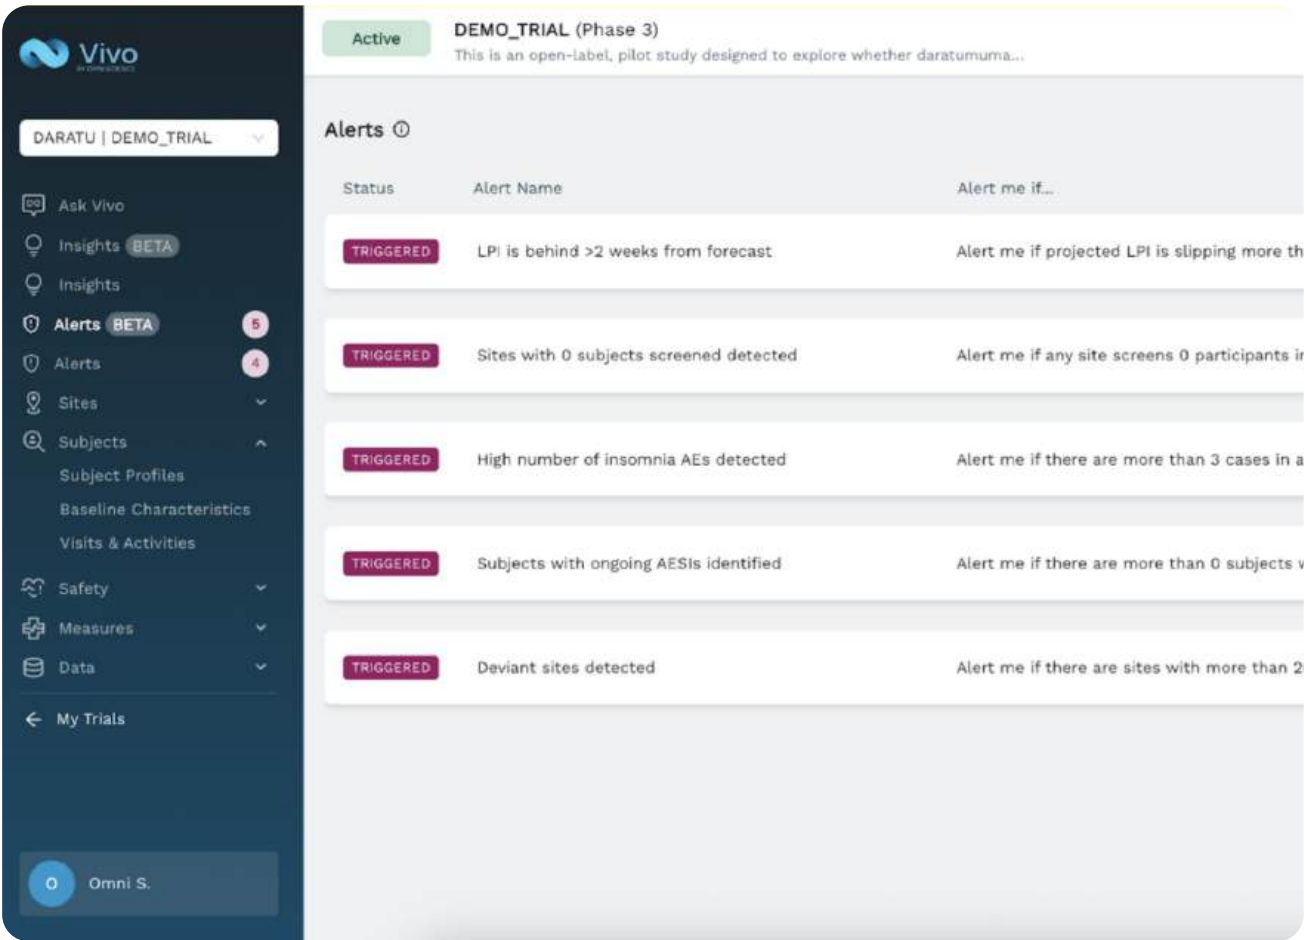 Vivo
DARATU | DEMO_TRIAL
Ask Vivo
Insights BETA
Insights
Alerts BETA 5
Alerts 4
Sites
Subjects
Subject Profiles
Baseline Characteristics
Visits & Activities
Safety
Measures
Data
My Trials
O Omni S.
Active
DEMO_TRIAL (Phase 3)
This is an open-label, pilot study designed to explore whether daratumuma...
Alerts
Status Alert Name Alert me if...
TRIGGERED LPI is behind >2 weeks from forecast Alert me if projected LPI is slipping more th
TRIGGERED Sites with 0 subjects screened detected Alert me if any site screens 0 participants in
TRIGGERED High number of insomnia AEs detected Alert me if there are more than 3 cases in a
TRIGGERED Subjects with ongoing AESIs identified Alert me if there are more than 0 subjects
TRIGGERED Deviant sites detected Alert me if there are sites with more than 2